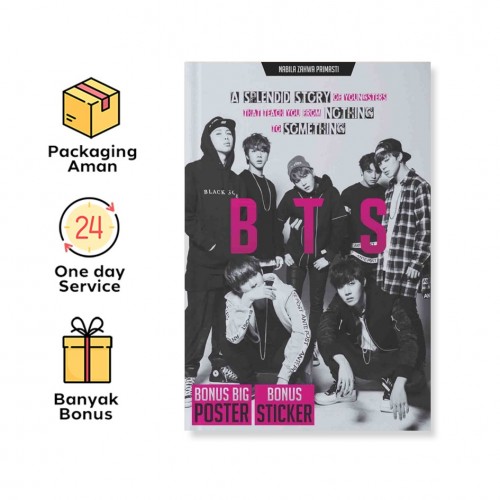 Packaging
Aman
24
One day
Service
Banyak
Bonus
NABILA ZAHWA PRIMASTI
A SPLENDID STORY OF YOUNGSTERS
THAT TEACH YOU FROM NOTHING
TO SOMETHING
BTS
BONUS BIG
POSTER
BONUS
STICKER